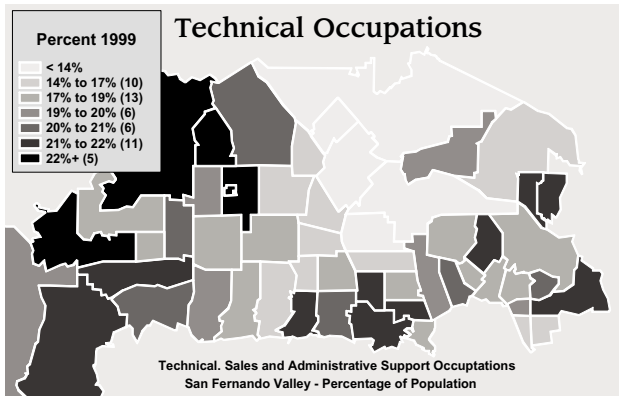 Technical Occupations
Percent 1999
< 14%
14% to 17% (10)
17% to 19% (13)
19% to 20% (6)
20% to 21% (6)
21% to 22% (11)
22%+ (5)
Technical. Sales and Administrative Support Occuptations
San Fernando Valley - Percentage of Population